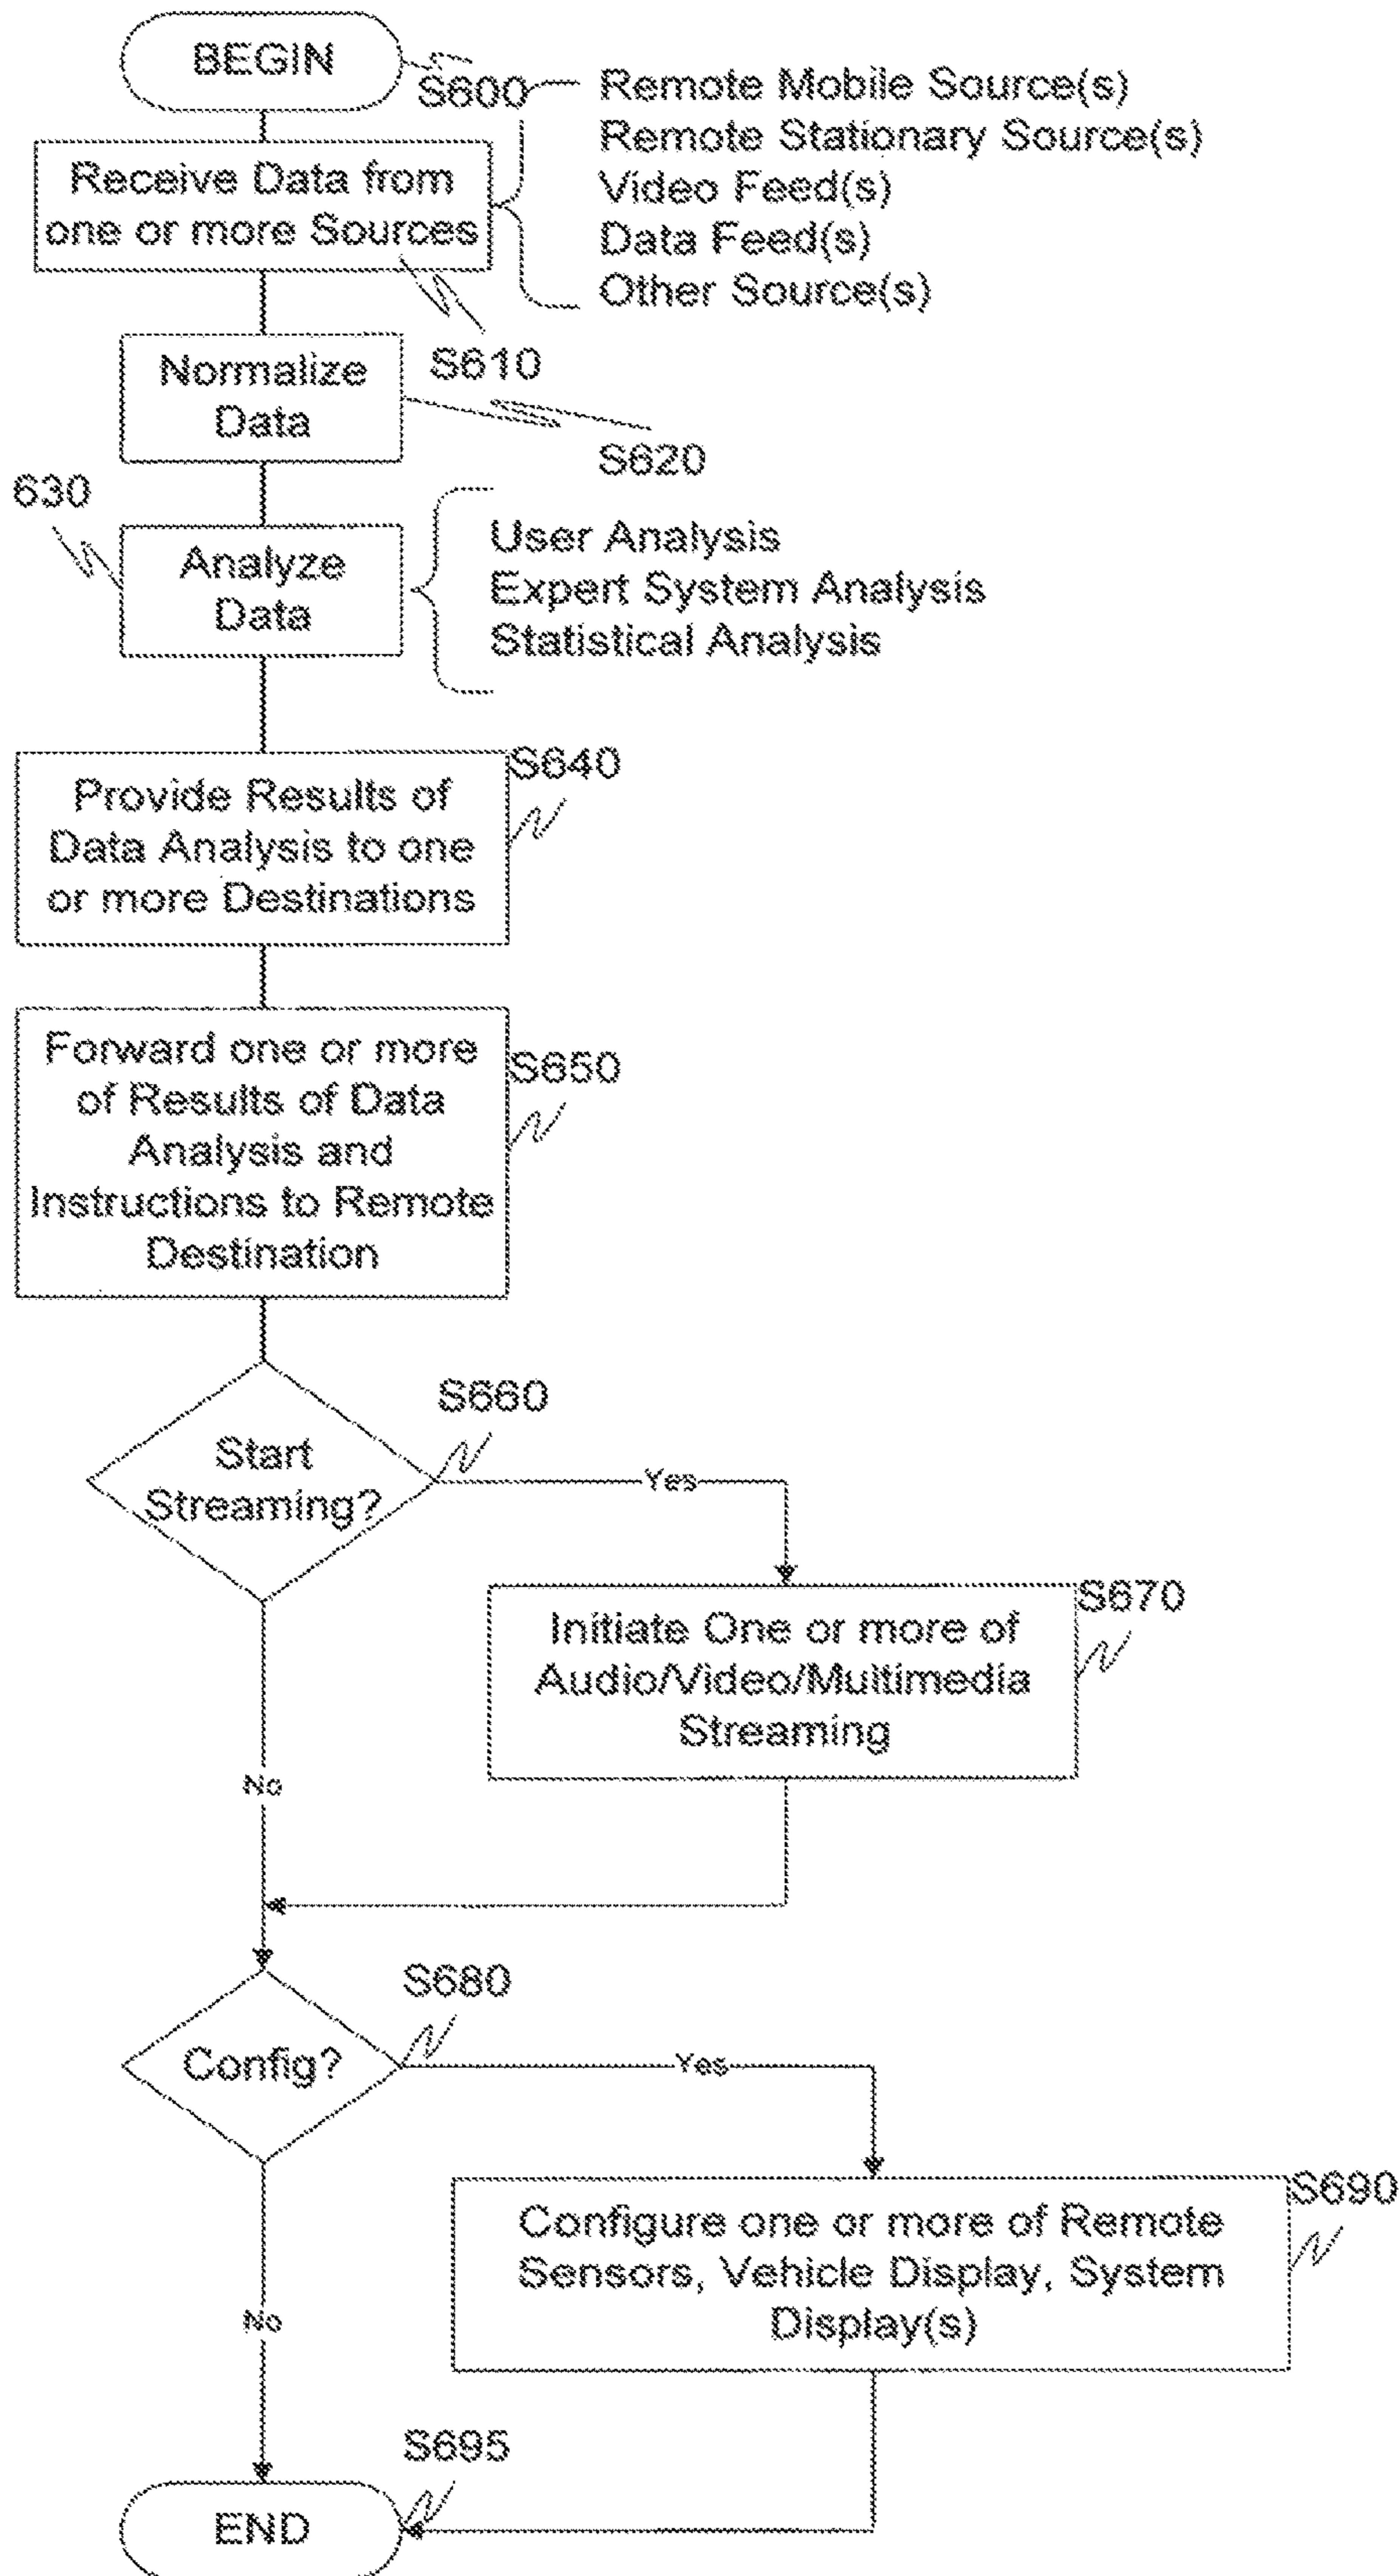 BEGIN
S600
Remote Mobile Source(s)
Remote Stationary Source(s)
Video Feed(s)
Data Feed(s)
Other Source(s)
Receive Data from
one or more Sources
S610
Normalize
Data
S620
630
Analyze
Data
User Analysis
Expert System Analysis
Statistical Analysis
S640
Provide Results of
Data Analysis to one
or more Destinations
S650
Forward one or more
of Results of Data
Analysis and
Instructions to Remote
Destination
S660
Start
Streaming?
Yes
S670
Initiate One or more of
Audio/Video/Multimedia
Streaming
No
S680
Config?
Yes
S690
Configure one or more of Remote
Sensors, Vehicle Display, System
Display(s)
No
S695
END